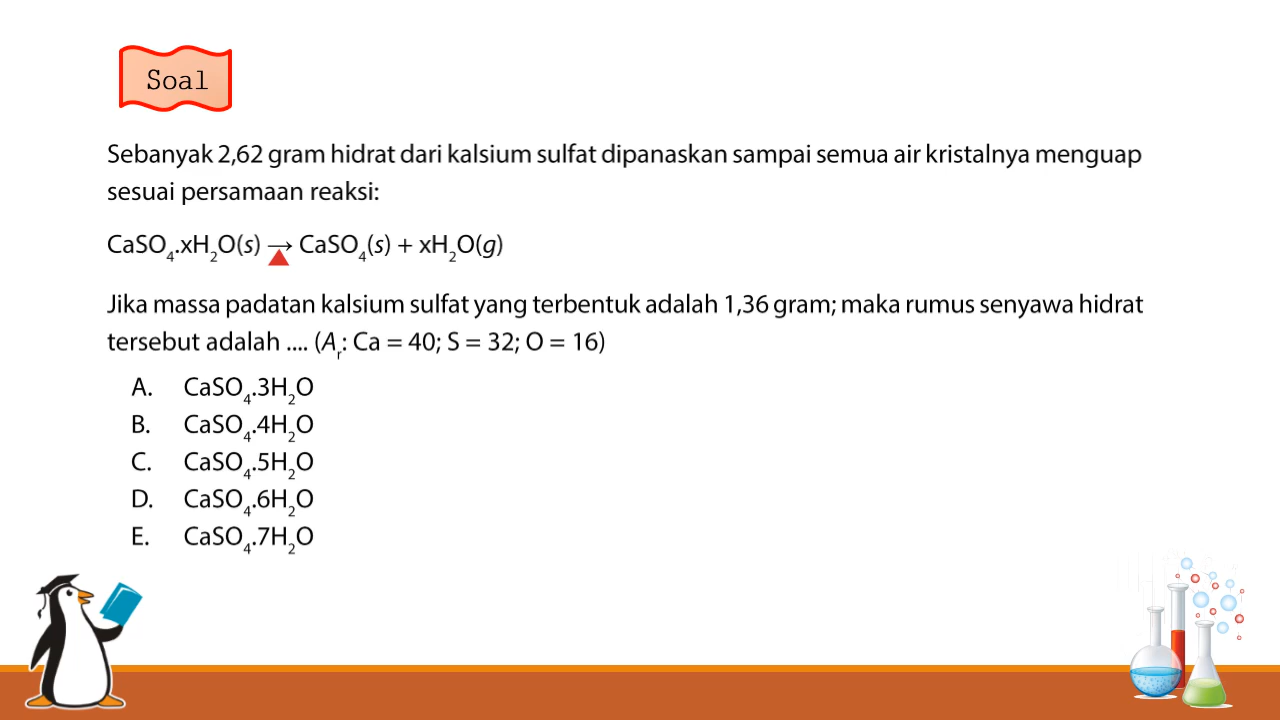 Soal
Sebanyak 2,62 gram hidrat dari kalsium sulfat dipanaskan sampai semua air kristalnya menguap
sesuai persamaan reaksi:
CaSO₄.xH₂O(s) → CaSO₄(s) + xH₂O(g)
Jika massa padatan kalsium sulfat yang terbentuk adalah 1,36 gram; maka rumus senyawa hidrat
tersebut adalah .... (Aᵣ: Ca = 40; S = 32; O = 16)
A. CaSO₄.3H₂O
B. CaSO₄.4H₂O
C. CaSO₄.5H₂O
D. CaSO₄.6H₂O
E. CaSO₄.7H₂O